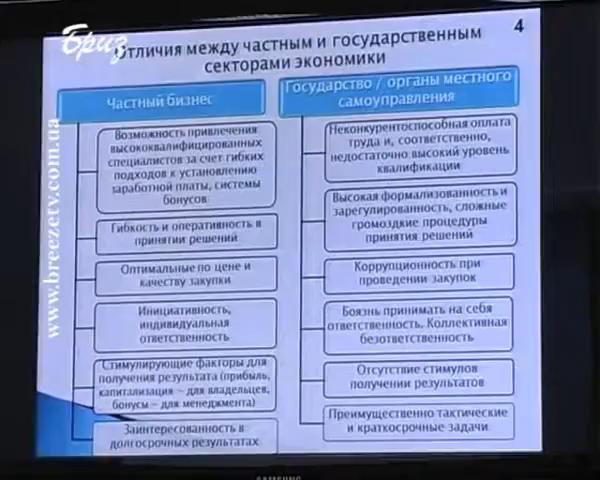 Бриз
4
Отличия между частным и государственным
секторами экономики
Частный бизнес
Возможность привлечения
высококвалифицированных
специалистов за счет гибких
подходов к установлению
заработной платы, системы
бонусов
Гибкость и оперативность в
принятии решений
Оптимальные по цене и
качеству закупки
Инициативность,
индивидуальная
ответственность
Стимулирующие факторы для
получения результата (прибыль,
капитализация – для владельцев,
бонусы – для менеджмента)
Заинтересованность в
долгосрочных результатах
Государство / органы местного
самоуправления
Неконкурентоспособная оплата
труда и, соответственно,
недостаточно высокий уровень
квалификации
Высокая формализованность и
зарегулированность, сложные
громоздкие процедуры
принятия решений
Коррупционность при
проведении закупок
Боязнь принимать на себя
ответственность. Коллективная
безответственность
Отсутствие стимулов
получении результатов
Преимущественно тактические
и краткосрочные задачи
www.breezetv.com.ua
SAMSUNG